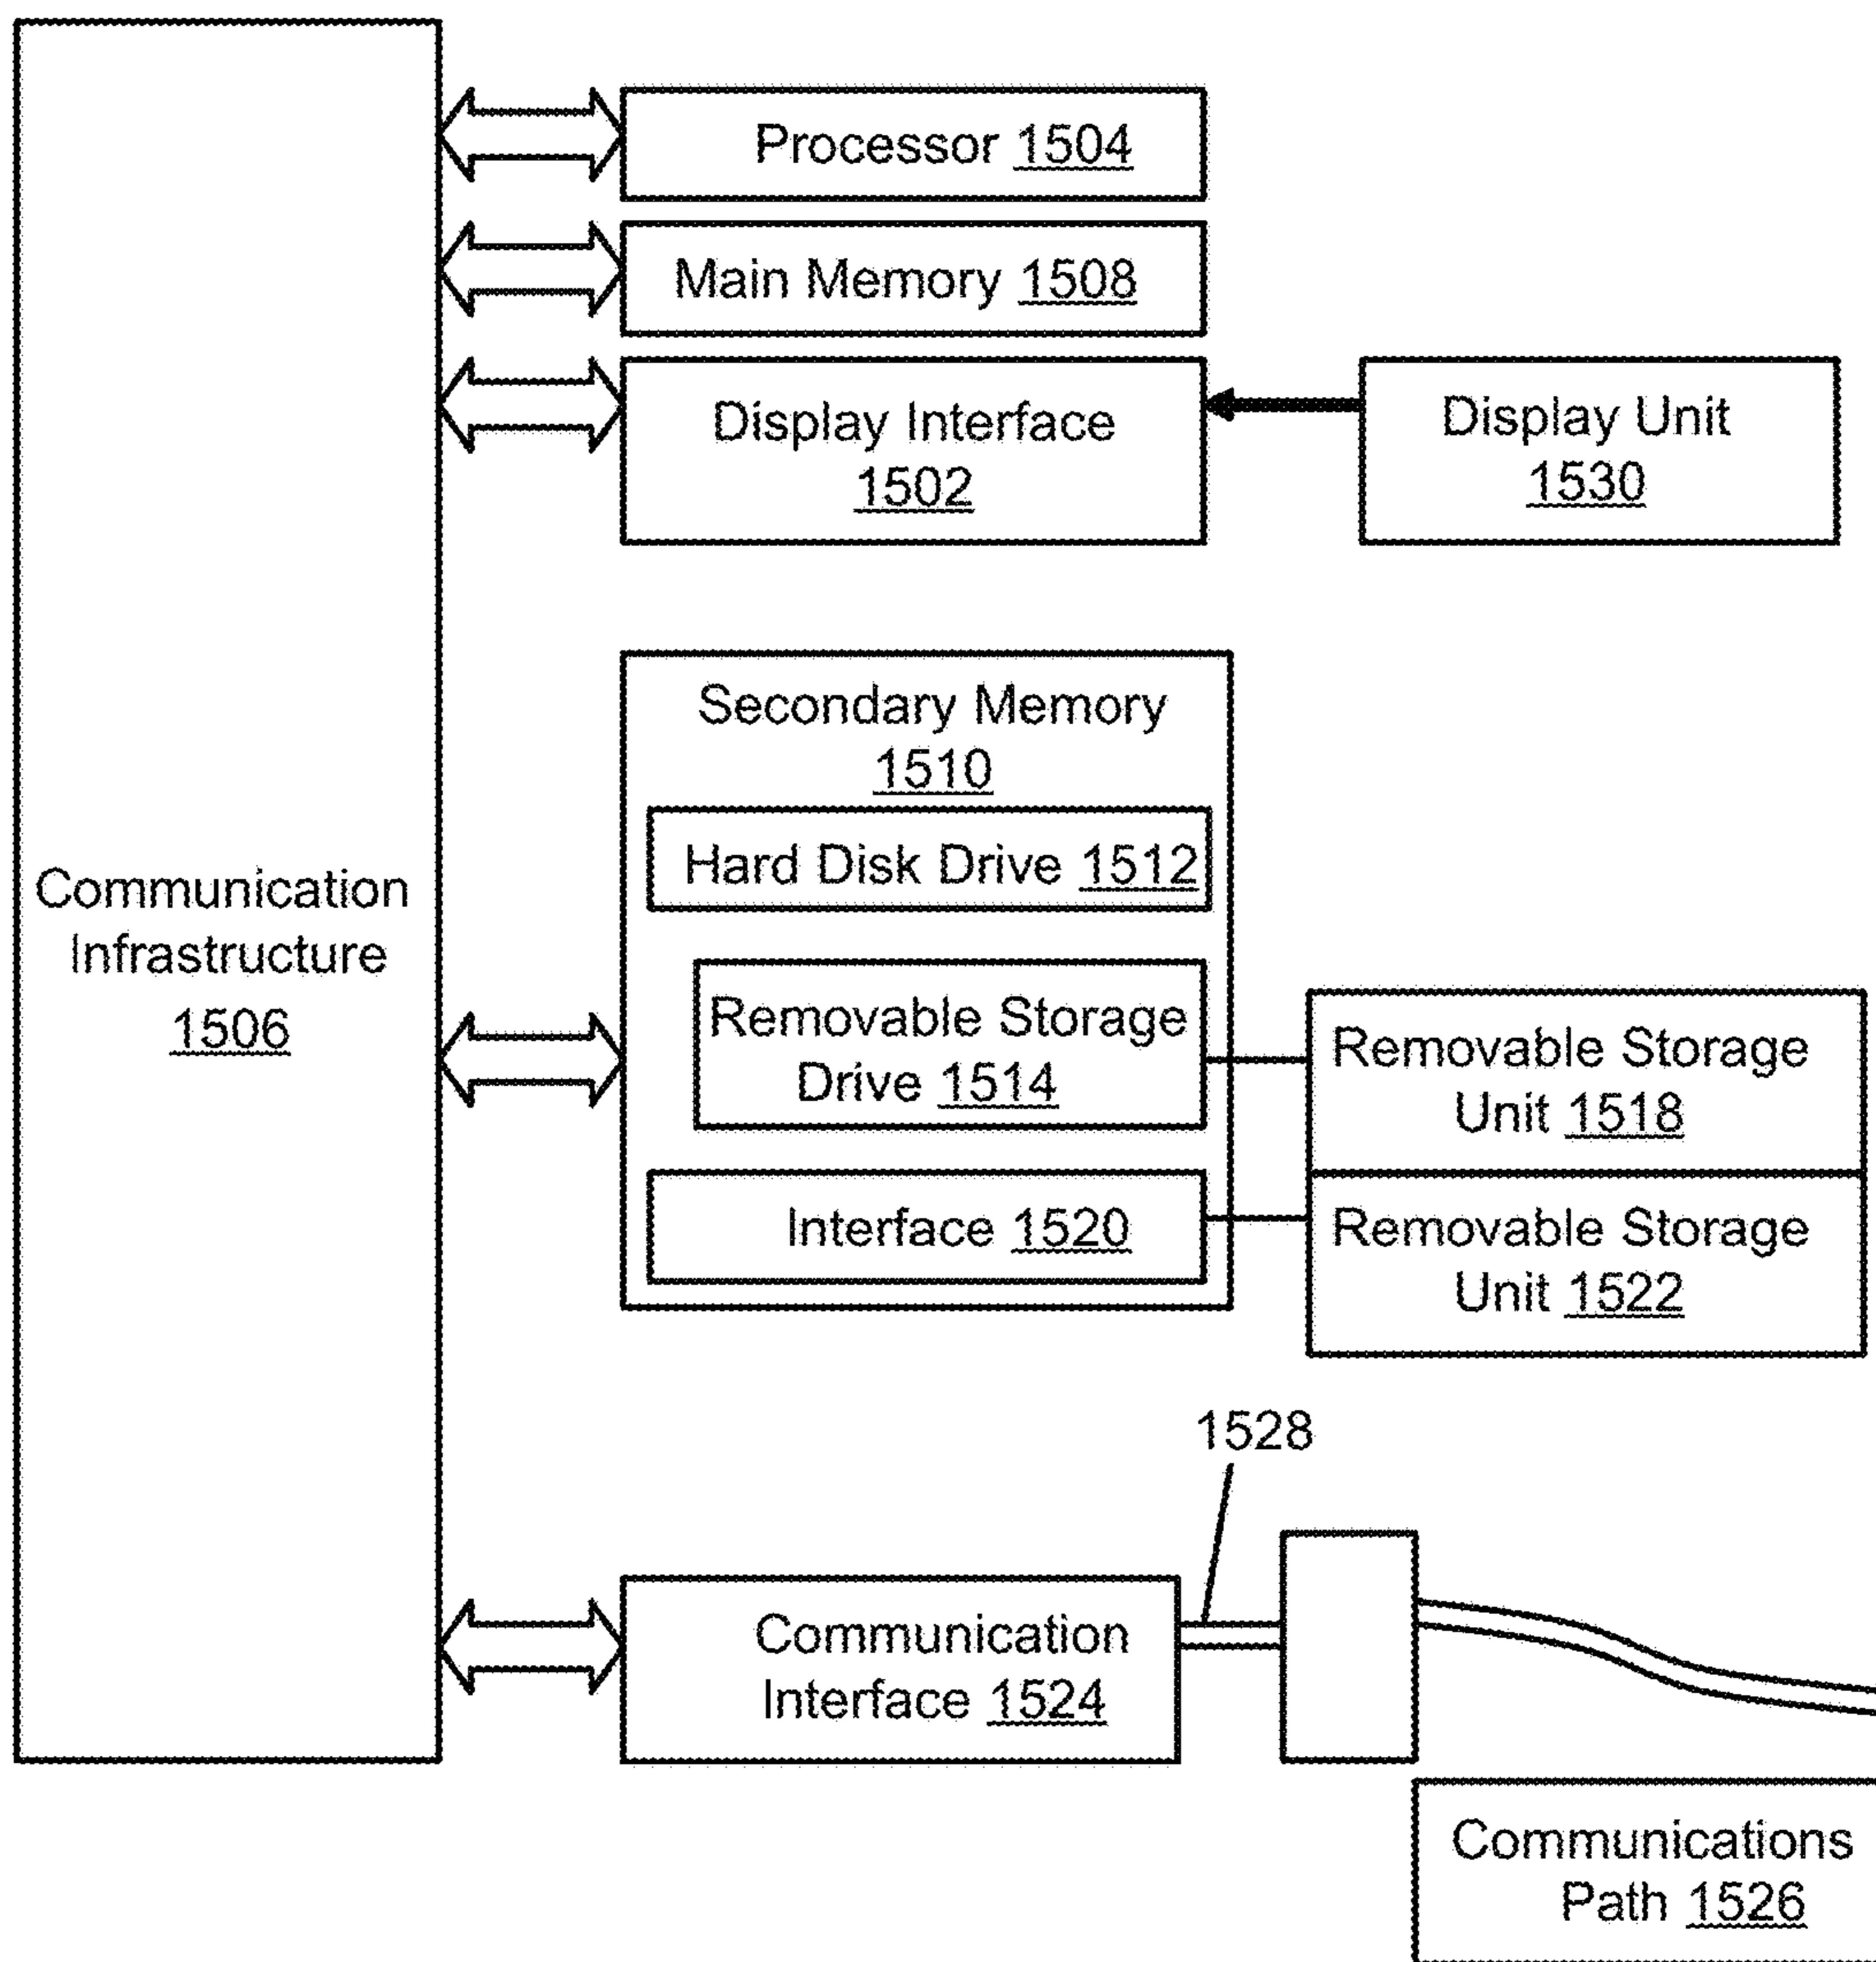 Processor 1504
Main Memory 1508
Display Interface
1502
Display Unit
1530
Secondary Memory
1510
Hard Disk Drive 1512
Communication
Infrastructure
1506
Removable Storage
Drive 1514
Removable Storage
Unit 1518
Interface 1520
Removable Storage
Unit 1522
1528
Communication
Interface 1524
Communications
Path 1526